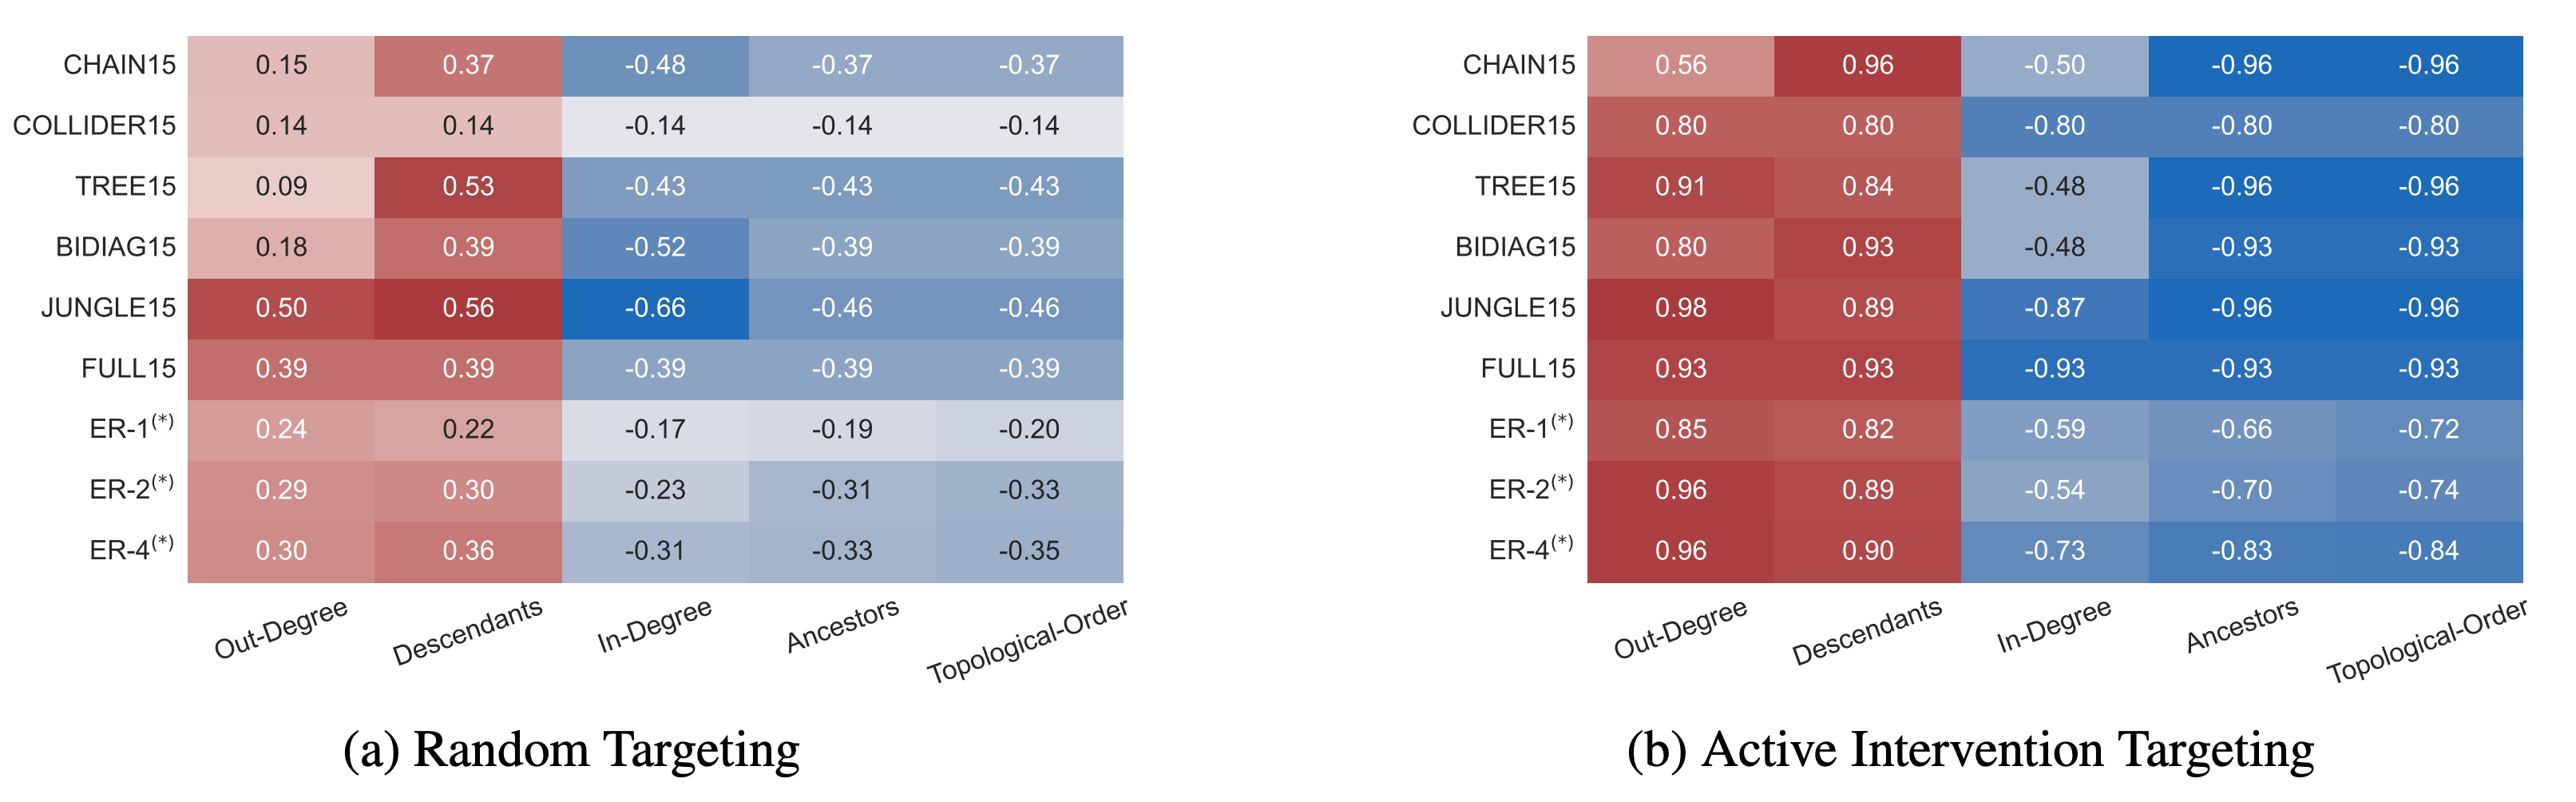 CHAIN15 0.15 0.37 -0.48 -0.37 -0.37
COLLIDER15 0.14 0.14 -0.14 -0.14 -0.14
TREE15 0.09 0.53 -0.43 -0.43 -0.43
BIDIAG15 0.18 0.39 -0.52 -0.39 -0.39
JUNGLE15 0.50 0.56 -0.66 -0.46 -0.46
FULL15 0.39 0.39 -0.39 -0.39 -0.39
ER-1(*) 0.24 0.22 -0.17 -0.19 -0.20
ER-2(*) 0.29 0.30 -0.23 -0.31 -0.33
ER-4(*) 0.30 0.36 -0.31 -0.33 -0.35
Out-Degree Descendants In-Degree Ancestors Topological-Order
(a) Random Targeting
CHAIN15 0.56 0.96 -0.50 -0.96 -0.96
COLLIDER15 0.80 0.80 -0.80 -0.80 -0.80
TREE15 0.91 0.84 -0.48 -0.96 -0.96
BIDIAG15 0.80 0.93 -0.48 -0.93 -0.93
JUNGLE15 0.98 0.89 -0.87 -0.96 -0.96
FULL15 0.93 0.93 -0.93 -0.93 -0.93
ER-1(*) 0.85 0.82 -0.59 -0.66 -0.72
ER-2(*) 0.96 0.89 -0.54 -0.70 -0.74
ER-4(*) 0.96 0.90 -0.73 -0.83 -0.84
Out-Degree Descendants In-Degree Ancestors Topological-Order
(b) Active Intervention Targeting